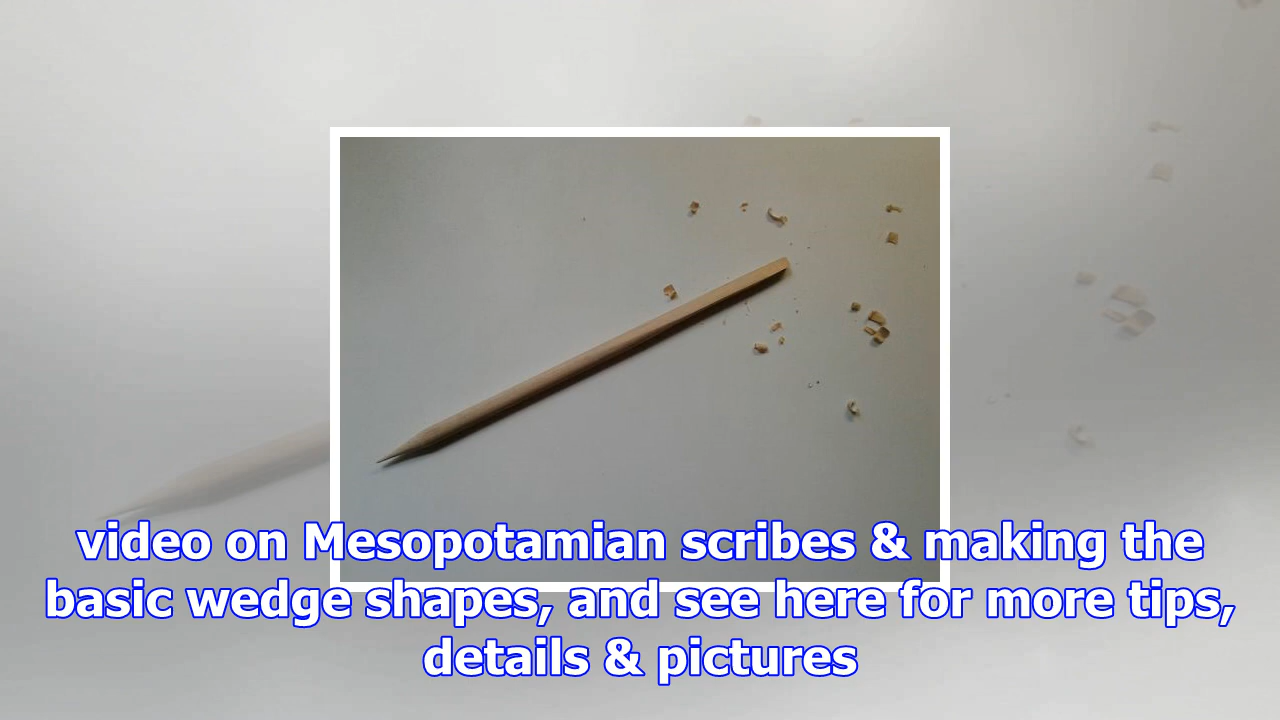 video on Mesopotamian scribes & making the
basic wedge shapes, and see here for more tips,
details & pictures